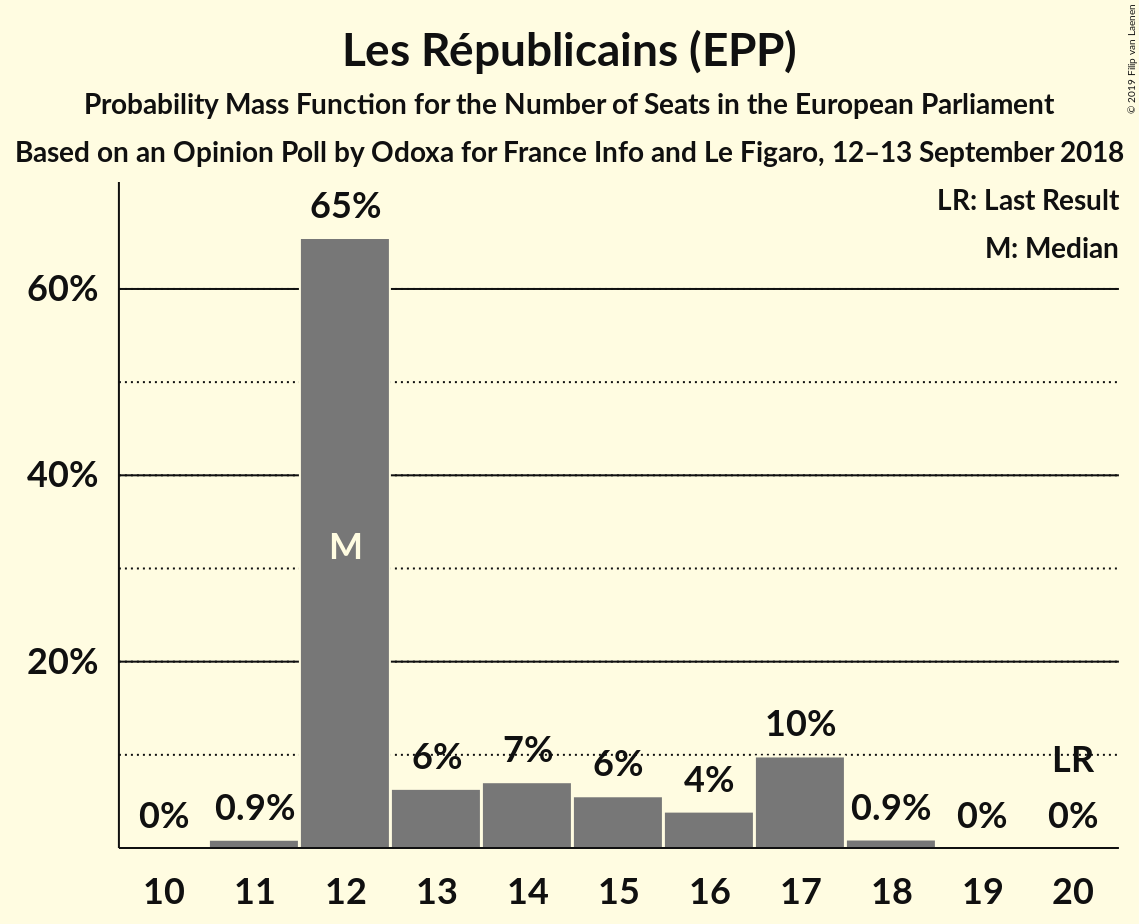 Les Républicains (EPP)
Probability Mass Function for the Number of Seats in the European Parliament
Based on an Opinion Poll by Odoxa for France Info and Le Figaro, 12–13 September 2018
© 2019 Filip van Laenen
LR: Last Result
M: Median
60%
40%
20%
0%
0.9%
65%
M
6%
7%
6%
4%
10%
0.9%
0%
LR
0%
10 11 12 13 14 15 16 17 18 19 20